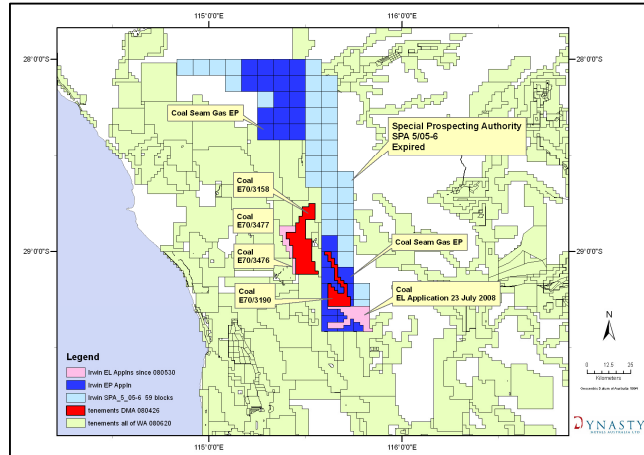 115°0'0"E
116°0'0"E
28°0'0"S
28°0'0"S
Coal Seam Gas EP
Special Prospecting Authority
SPA 5/05-6
Expired
Coal
E70/3158
Coal
E70/3477
Coal
E70/3476
Coal
E70/3190
29°0'0"S
29°0'0"S
Coal Seam Gas EP
Coal
EL Application 23 July 2008
N
0
12.5
25
Kilometers
Legend
Irwin EL Applns since 080530
Irwin EP Appln
Irwin SPA_5_05-6 59 blocks
tenements DMA 080426
tenements all of WA 080620
115°0'0"E
116°0'0"E
DYNASTY